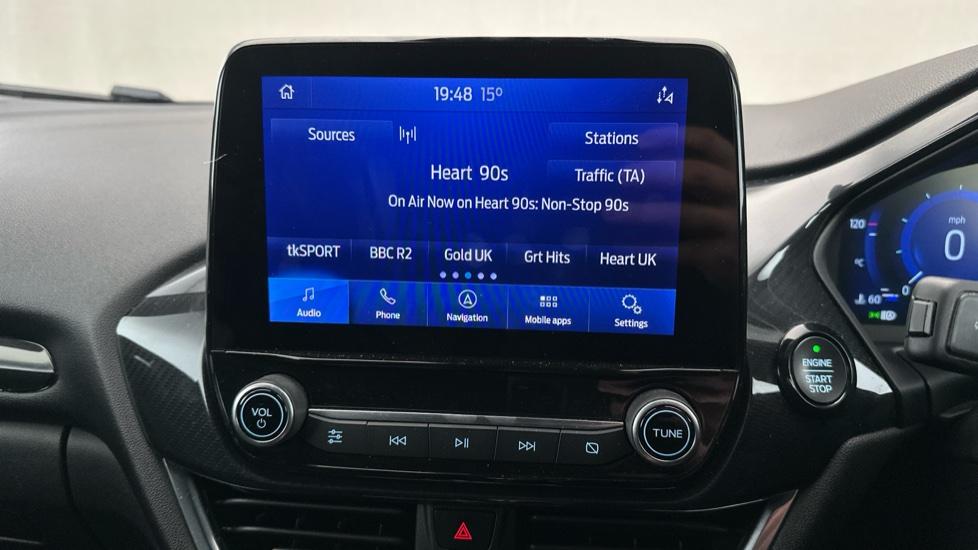 19:48 15°
Sources
Stations
Heart 90s
Traffic (TA)
On Air Now on Heart 90s: Non-Stop 90s
tkSPORT BBC R2 Gold UK Grt Hits Heart UK
Audio Phone Navigation Mobile apps Settings
VOL
TUNE
ENGINE
START
STOP
120
mph
0
°C
60
0